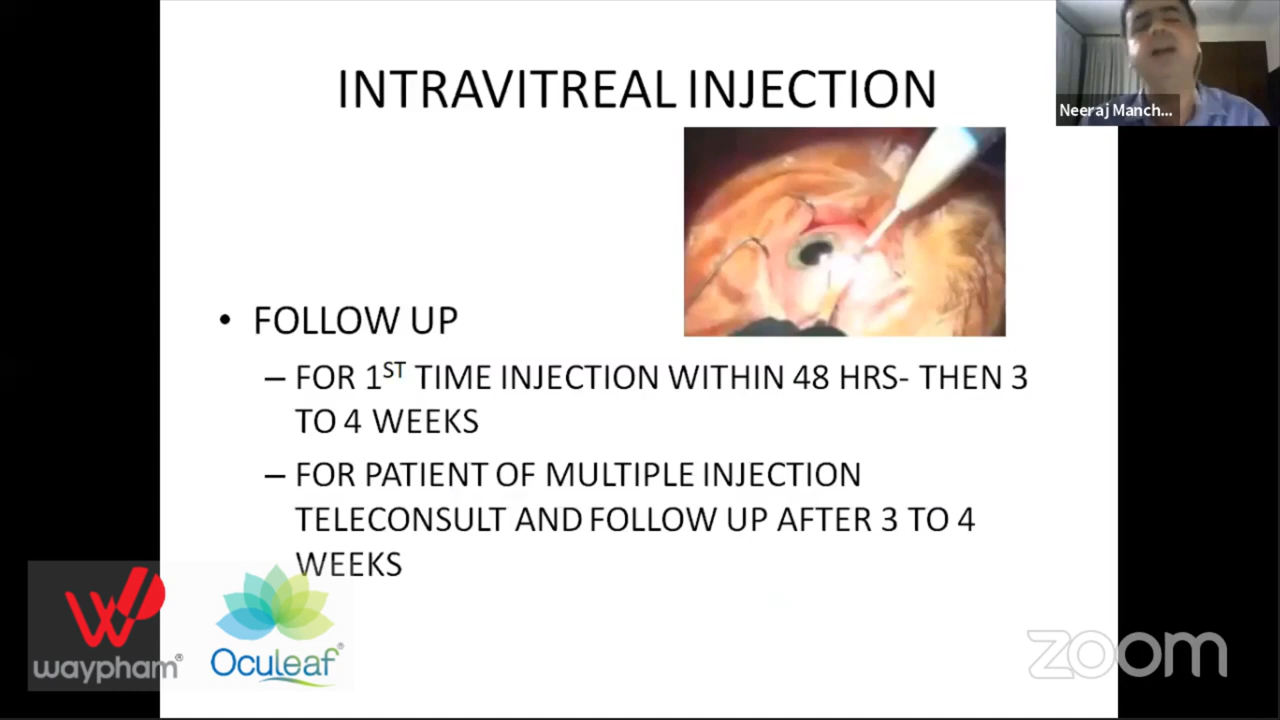 INTRAVITREAL INJECTION
Neeraj Manch...
• FOLLOW UP
– FOR 1ST TIME INJECTION WITHIN 48 HRS- THEN 3
TO 4 WEEKS
– FOR PATIENT OF MULTIPLE INJECTION
TELECONSULT AND FOLLOW UP AFTER 3 TO 4
WEEKS
waypham®
Oculeaf®
zoom